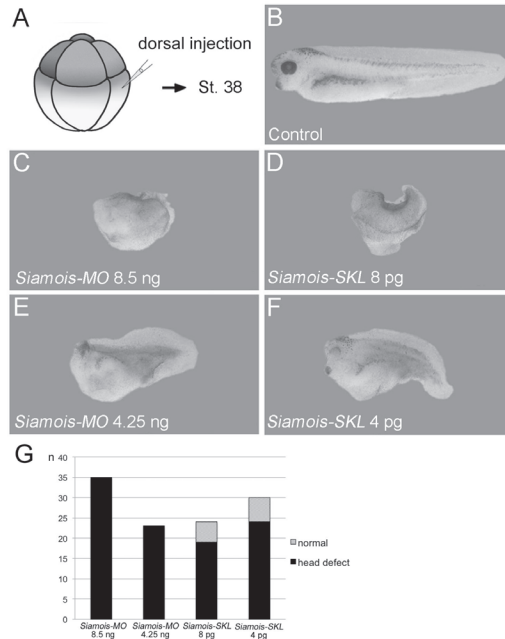 A
dorsal injection
St. 38
B
Control
C
Siamois-MO 8.5 ng
D
Siamois-SKL 8 pg
E
Siamois-MO 4.25 ng
F
Siamois-SKL 4 pg
G
n
40
35
30
25
20
15
10
5
0
Siamois-MO
8.5 ng
Siamois-MO
4.25 ng
Siamois-SKL
8 pg
Siamois-SKL
4 pg
normal
head defect